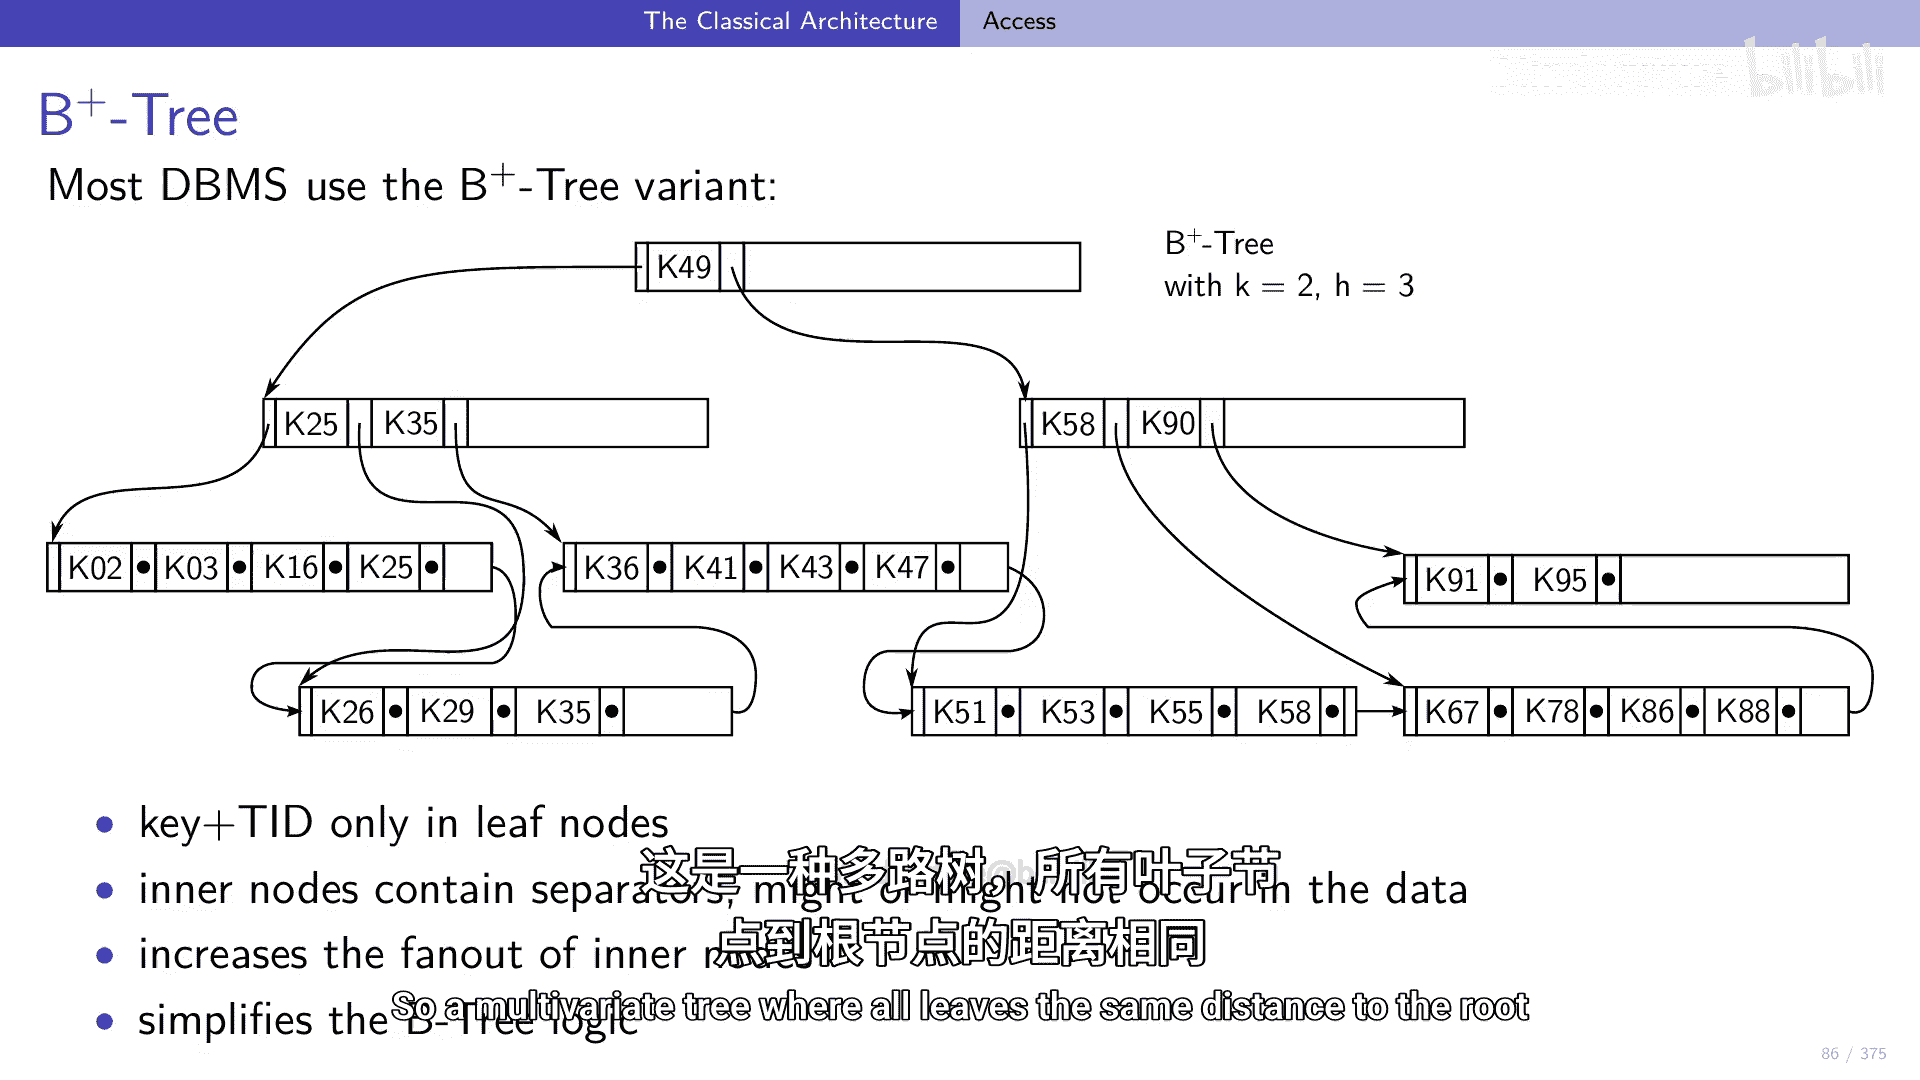 The Classical Architecture Access
bilibili
B+-Tree
Most DBMS use the B+-Tree variant:
B+-Tree
with k = 2, h = 3
K49
K25 K35
K58 K90
K02 K03 K16 K25
K36 K41 K43 K47
K91 K95
K26 K29 K35
K51 K53 K55 K58
K67 K78 K86 K88
key+TID only in leaf nodes
inner nodes contain separators, might or might not occur in the data
increases the fanout of inner nodes
simplifies the B-Tree logic
这是一种多路树。所有叶子节
点到根节点的距离相同
So a multivariate tree where all leaves the same distance to the root
86 / 375